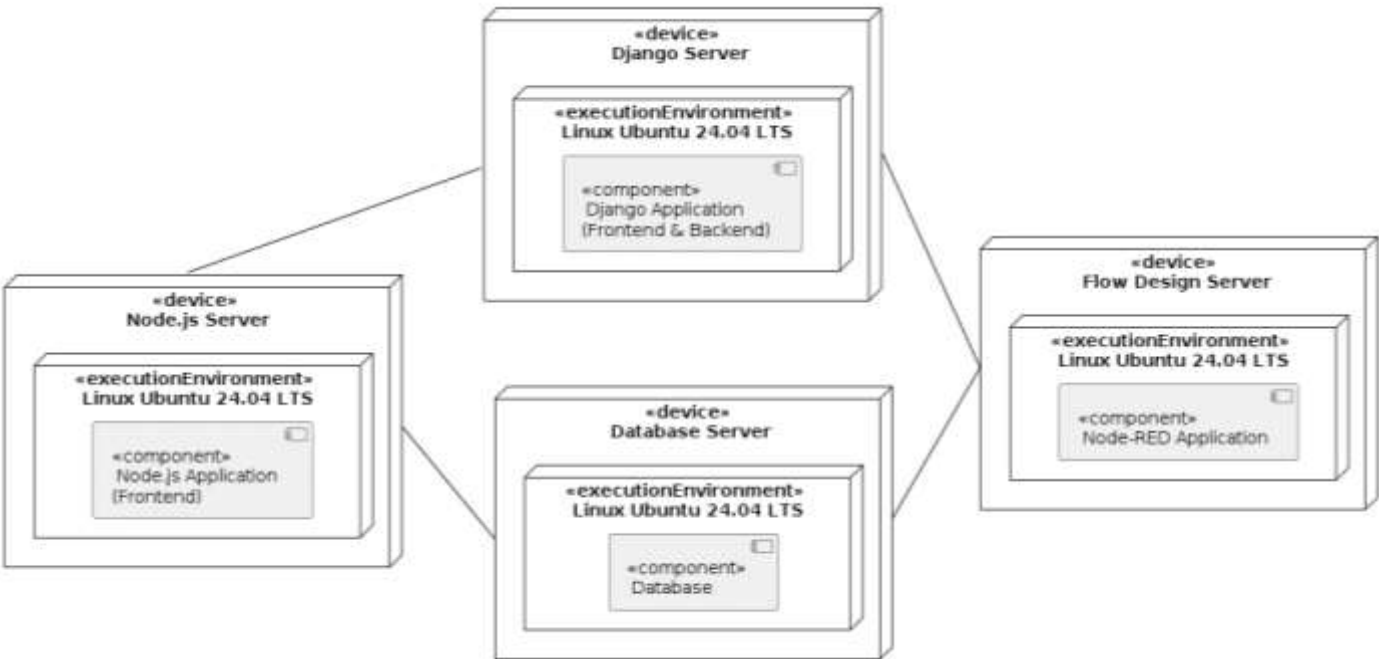 «device»
Django Server
«executionEnvironment»
Linux Ubuntu 24.04 LTS
«component»
Django Application
(Frontend & Backend)
«device»
Node.js Server
«executionEnvironment»
Linux Ubuntu 24.04 LTS
«component»
Node.js Application
(Frontend)
«device»
Database Server
«executionEnvironment»
Linux Ubuntu 24.04 LTS
«component»
Database
«device»
Flow Design Server
«executionEnvironment»
Linux Ubuntu 24.04 LTS
«component»
Node-RED Application